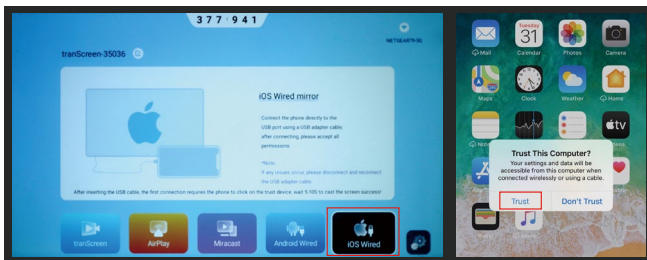 377·941
NETGEAR79-5G
tranScreen-35036
iOS Wired mirror
Connect the phone directly to the
USB port using a USB adapter cable,
after connecting, please accept all
permissions
*Note:
If any issues occur, please disconnect and reconnect
the USB adapter cable
After inserting the USB cable, the first connection requires the phone to click on the trust device, wait 5-10S to cast the screen success!
tranScreen
AirPlay
Miracast
Android Wired
iOS Wired
Tuesday
31
Mail
Calendar
Photos
Camera
Maps
Clock
Weather
Home
tv
Trust This Computer?
Your settings and data will be
accessible from this computer when
connected wirelessly or using a cable.
Trust
Don't Trust